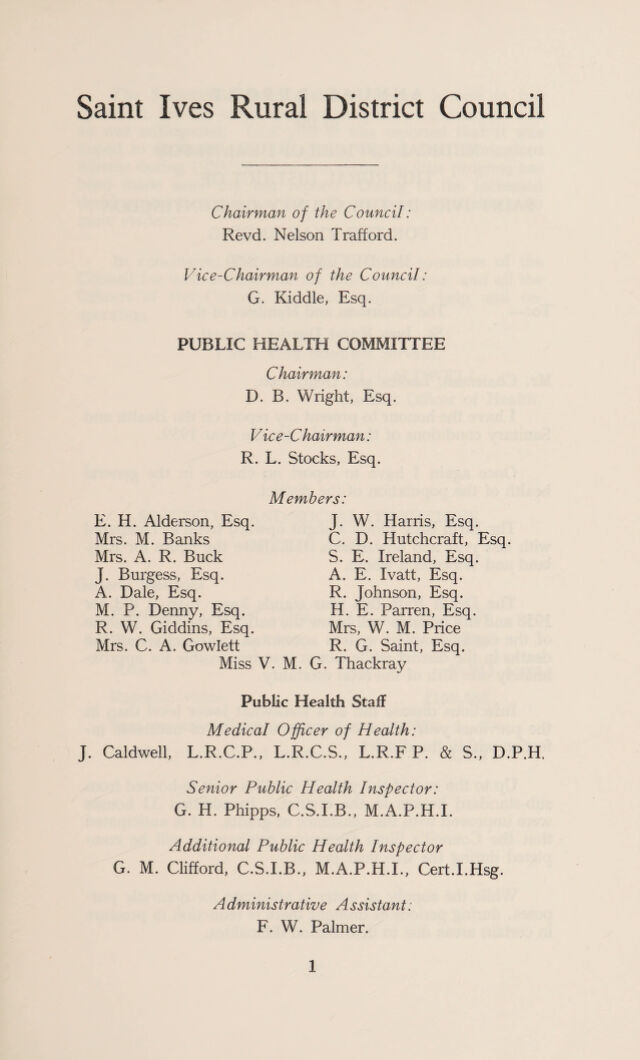 Saint Ives Rural District Council
Chairman of the Council:
Revd. Nelson Trafford.
Vice-Chairman of the Council:
G. Kiddle, Esq.
PUBLIC HEALTH COMMITTEE
Chairman:
D. B. Wright, Esq.
Vice-Chairman:
R. L. Stocks, Esq.
Members:
E. H. Alderson, Esq.
Mrs. M. Banks
Mrs. A. R. Buck
J. Burgess, Esq.
A. Dale, Esq.
M. P. Denny, Esq.
R. W. Giddins, Esq.
Mrs. C. A. Gowlett
J. W. Harris, Esq.
C. D. Hutchcraft, Esq.
S. E. Ireland, Esq.
A. E. Ivatt, Esq.
R. Johnson, Esq.
H. E. Parren, Esq.
Mrs, W. M. Price
R. G. Saint, Esq.
Miss V. M. G. Thackray
Public Health Staff
Medical Officer of Health:
J. Caldwell, L.R.C.P., L.R.C.S., L.R.F P. & S., D.P.H.
Senior Public Health Inspector:
G. H. Phipps, C.S.I.B., M.A.P.H.I.
Additional Public Health Inspector
G. M. Clifford, C.S.I.B., M.A.P.H.I., Cert.I.Hsg.
Administrative Assistant:
F. W. Palmer.
1